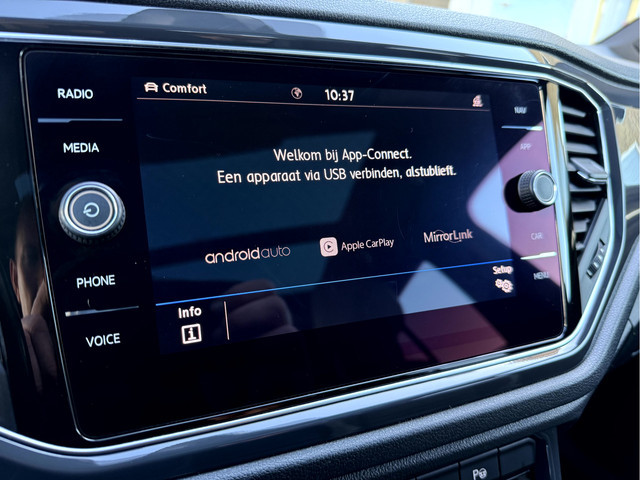 RADIO
MEDIA
PHONE
VOICE
Comfort
10:37
Welkom bij App-Connect.
Een apparaat via USB verbinden, alstublieft.
androidauto
Apple CarPlay
MirrorLink
Setup
Info
i
NAV
APP
CAR
MENU
P